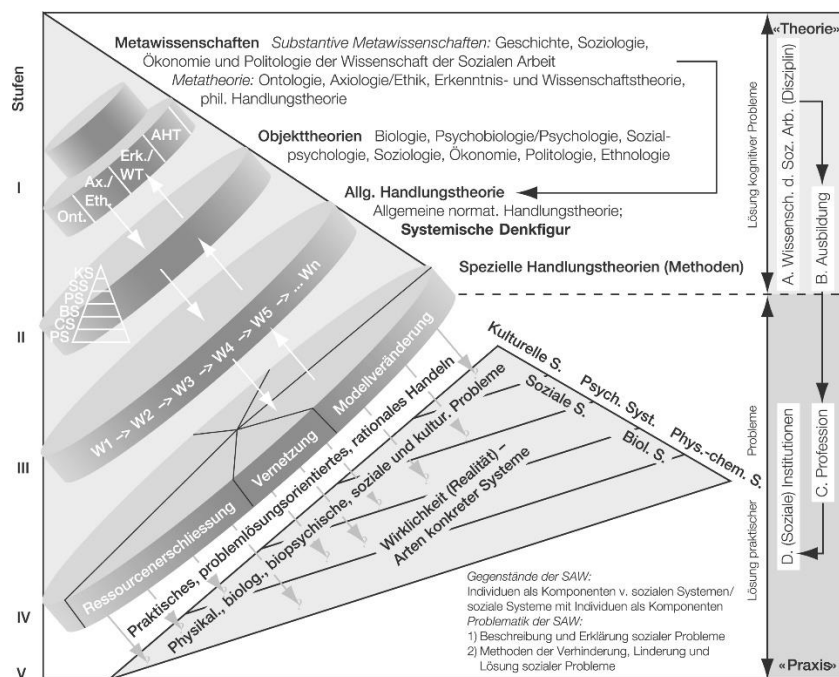 Stufen
I
II
III
IV
V
Metawissenschaften Substantive Metawissenschaften: Geschichte, Soziologie,
Ökonomie und Politologie der Wissenschaft der Sozialen Arbeit
Metatheorie: Ontologie, Axiologie/Ethik, Erkenntnis- und Wissenschaftstheorie,
phil. Handlungstheorie
Objekttheorien Biologie, Psychobiologie/Psychologie, Sozial-
psychologie, Soziologie, Ökonomie, Politologie, Ethnologie
Allg. Handlungstheorie
Allgemeine normat. Handlungstheorie;
Systemische Denkfigur
Spezielle Handlungstheorien (Methoden)
Ont.
Ax./
Eth.
Erk./
WT
AHT
KS
SS
PS
BS
CS
PS
W1 -> W2 -> W3 -> W4 -> W5 -> ... Wn
Ressourcenerschliessung
Vernetzung
Modellveränderung
Praktisches, problemlösungsorientiertes, rationales Handeln
Physikal., biolog., biopsychische, soziale und kultur. Probleme
Wirklichkeit (Realität) –
Arten konkreter Systeme
Kulturelle S.
Soziale S.
Psych. Syst.
Biol. S.
Phys.-chem. S.
Gegenstände der SAW:
Individuen als Komponenten v. sozialen Systemen/
soziale Systeme mit Individuen als Komponenten
Problematik der SAW:
1) Beschreibung und Erklärung sozialer Probleme
2) Methoden der Verhinderung, Linderung und
Lösung sozialer Probleme
«Theorie»
Lösung kognitiver Probleme
A. Wissensch. d. Soz. Arb. (Disziplin)
B. Ausbildung
Lösung praktischer
Probleme
C. Profession
D. (Soziale) Institutionen
«Praxis»